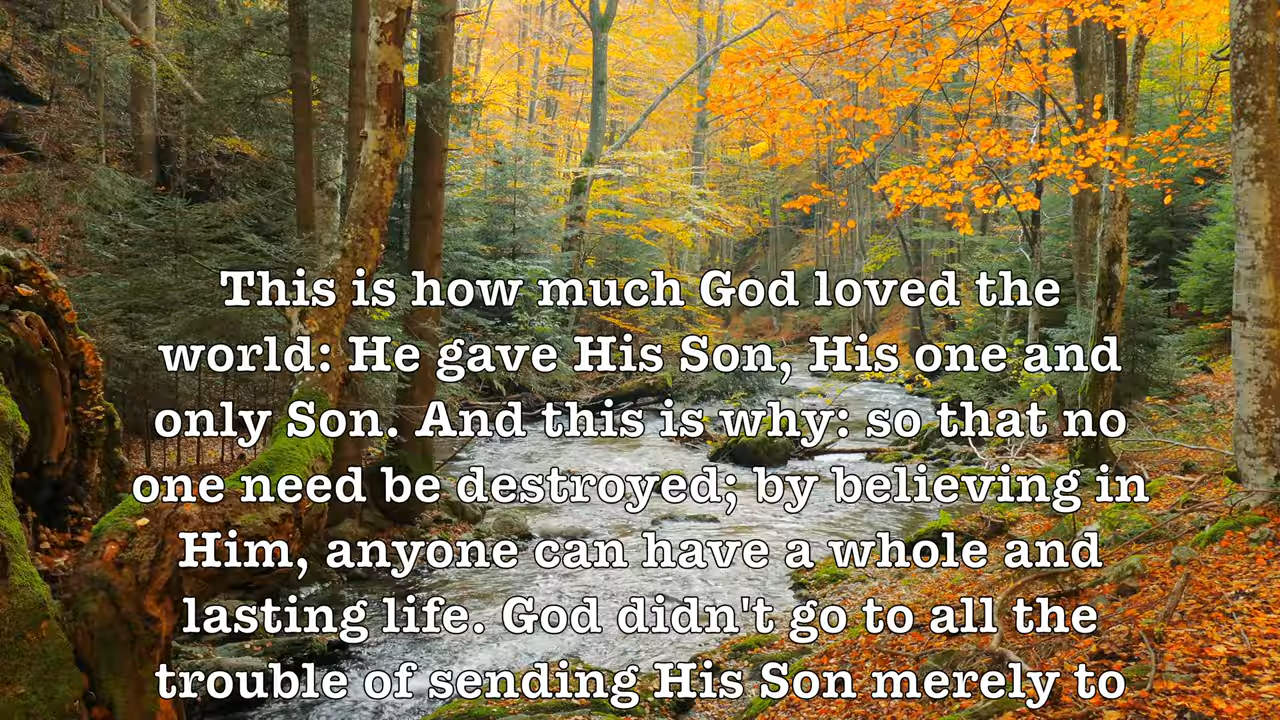 This is how much God loved the
world: He gave His Son, His one and
only Son. And this is why: so that no
one need be destroyed; by believing in
Him, anyone can have a whole and
lasting life. God didn't go to all the
trouble of sending His Son merely to